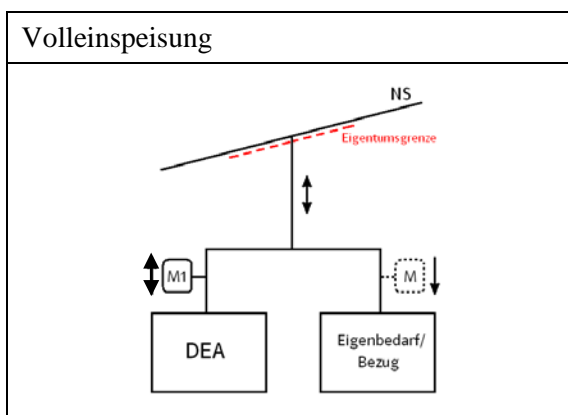 Volleinspeisung
NS
Eigentumsgrenze
M1
M
DEA
Eigenbedarf/
Bezug